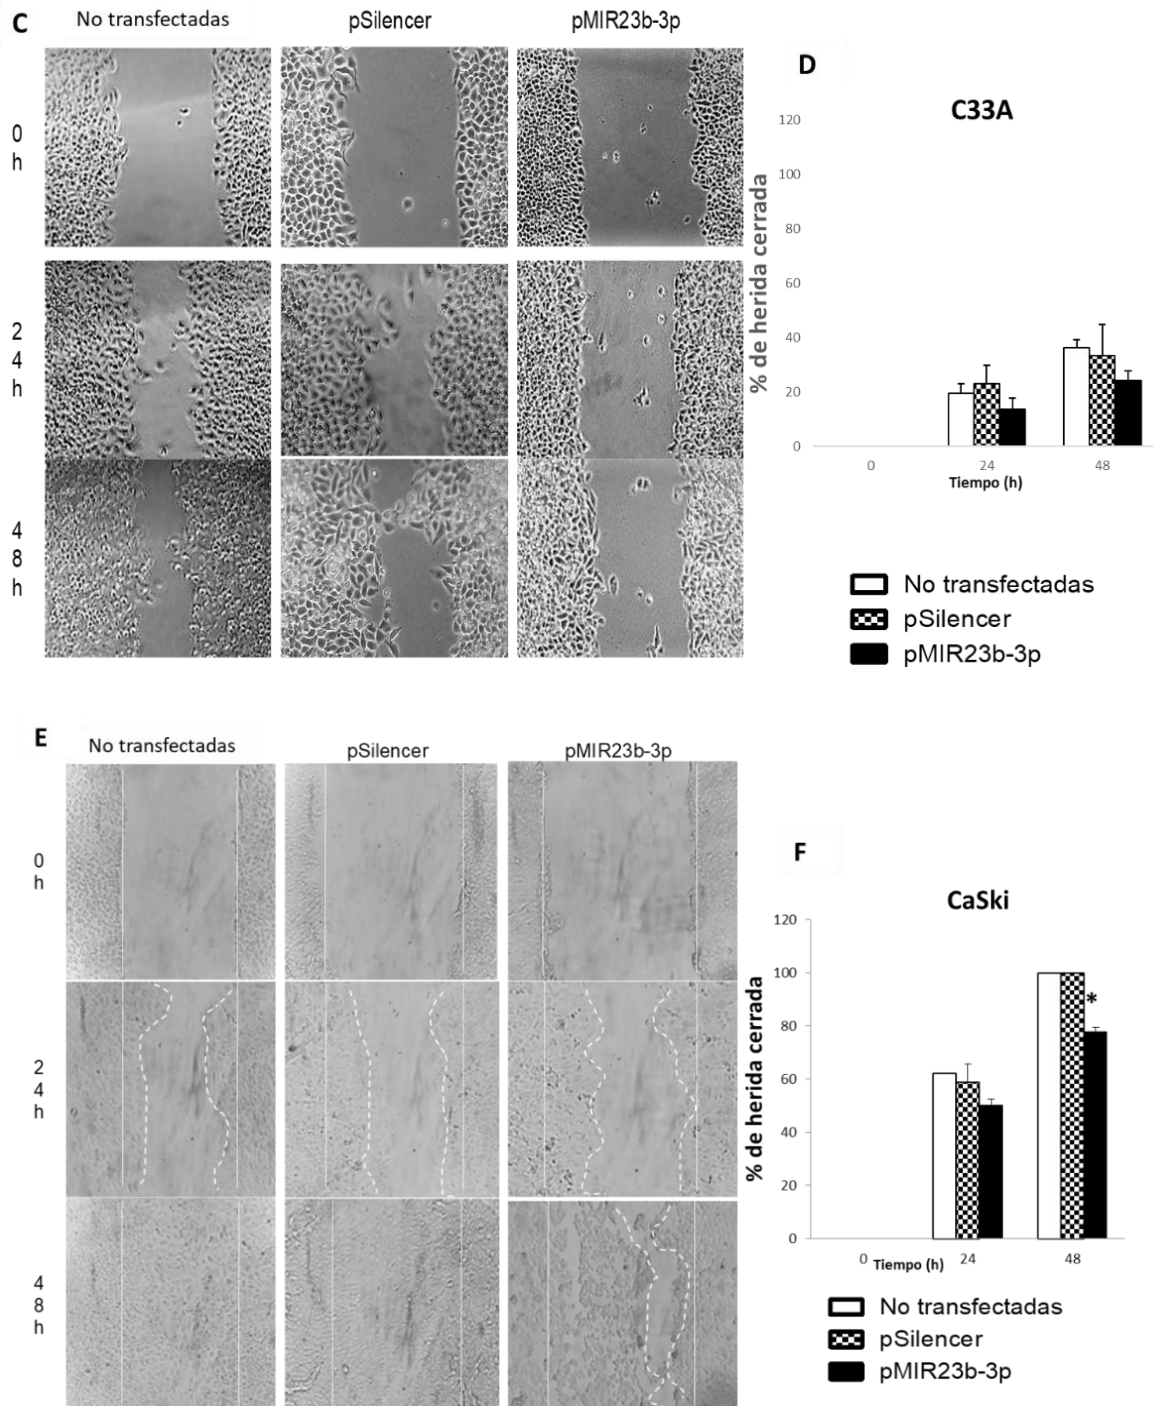 C
No transfectadas
pSilencer
pMIR23b-3p
0
h
2
4
h
4
8
h
D
C33A
% de herida cerrada
120
100
80
60
40
20
0
0
24
48
Tiempo (h)
No transfectadas
pSilencer
pMIR23b-3p
E
No transfectadas
pSilencer
pMIR23b-3p
0
h
2
4
h
4
8
h
F
CaSki
% de herida cerrada
120
100
80
60
40
20
0
*
0
24
48
Tiempo (h)
No transfectadas
pSilencer
pMIR23b-3p